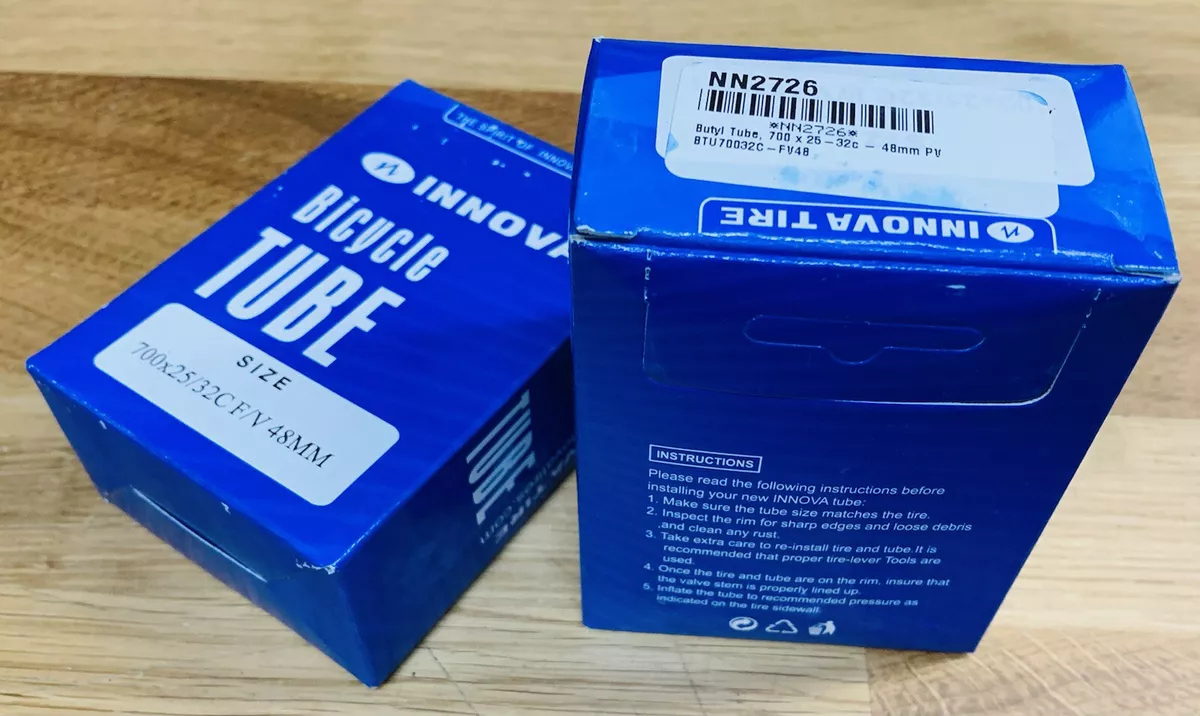 THE SPIRIT OF INNOV
INNOVA
Bicycle
TUBE
SIZE
700x25/32C F/V 48MM
TUBE
NN2726
*NN2726*
Butyl Tube, 700 x 25-32c - 48mm PV
BTU70032C-FV48
INNOVA TIRE
INSTRUCTIONS
Please read the following instructions before
installing your new INNOVA tube:
1. Make sure the tube size matches the tire.
2. Inspect the rim for sharp edges and loose debris
.and clean any rust.
3. Take extra care to re-install tire and tube.It is
recommended that proper tire-lever Tools are
used.
4. Once the tire and tube are on the rim, insure that
the valve stem is properly lined up.
5. Inflate the tube to recommended pressure as
indicated on the tire sidewall.